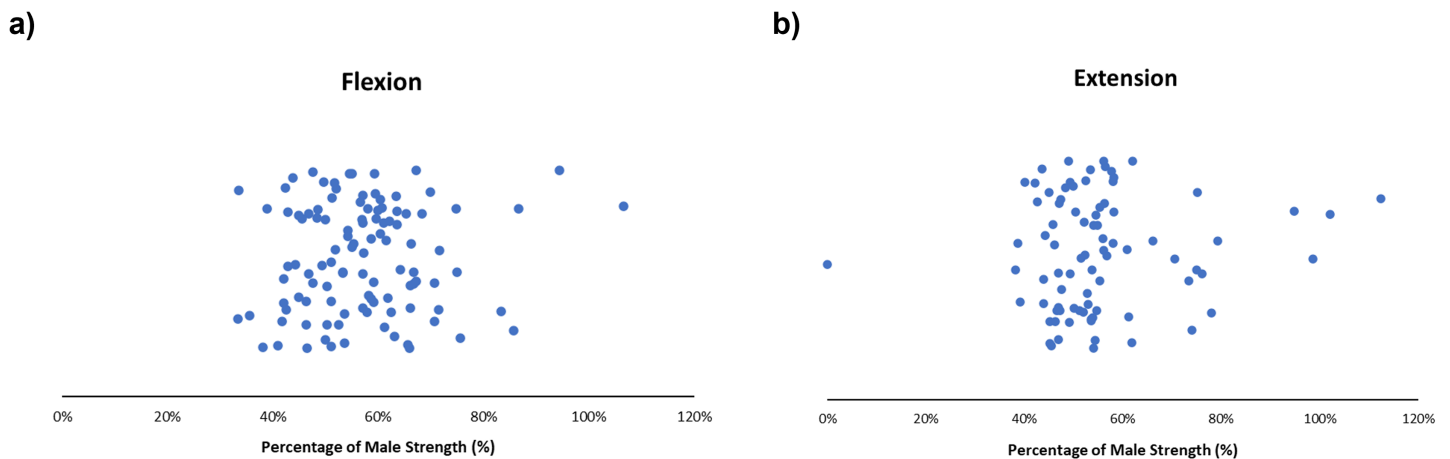 a)
Flexion
0% 20% 40% 60% 80% 100% 120%
Percentage of Male Strength (%)
b)
Extension
0% 20% 40% 60% 80% 100% 120%
Percentage of Male Strength (%)